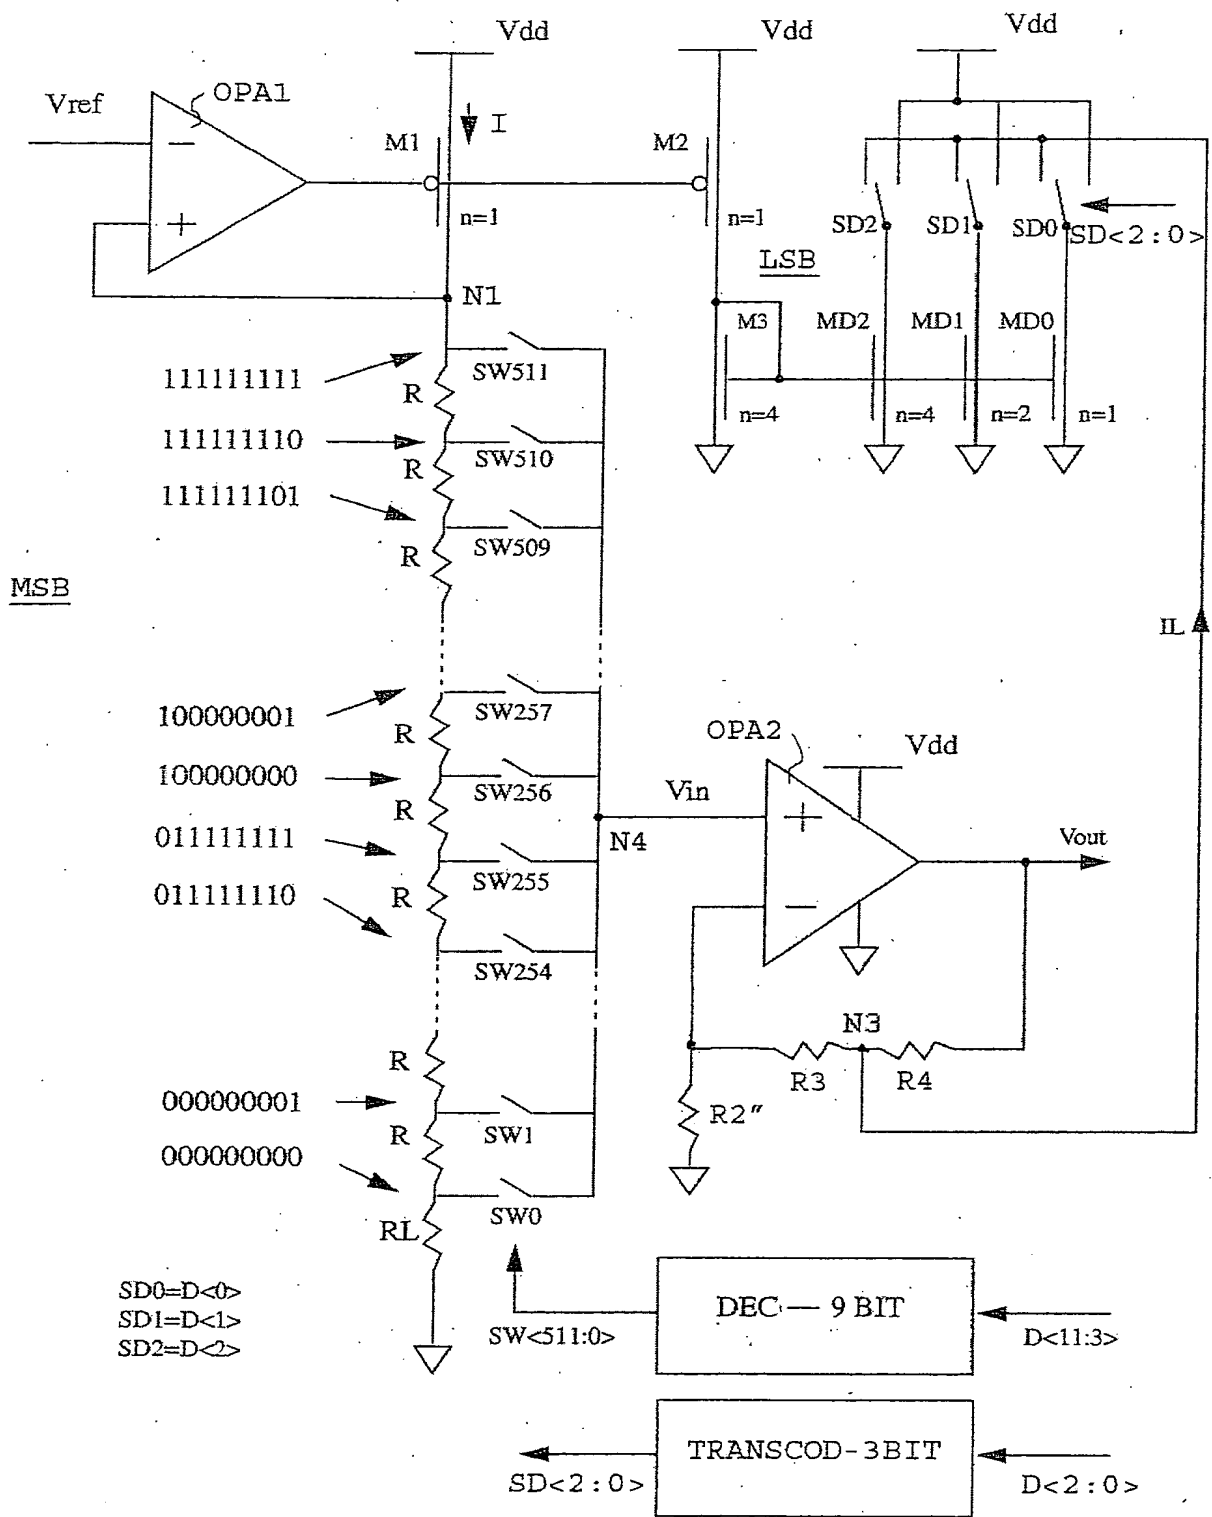 Vdd
Vdd
Vdd
Vref
OPA1
−
+
I
M1
n=1
M2
n=1
N1
LSB
SD2
SD1
SD0
SD<2:0>
M3
MD2
MD1
MD0
n=4
n=4
n=2
n=1
111111111
SW511
R
111111110
SW510
R
111111101
SW509
R
MSB
IL
100000001
SW257
R
100000000
SW256
R
011111111
SW255
R
011111110
SW254
OPA2
Vdd
Vin
N4
+
−
Vout
N3
R3
R4
R2″
R
000000001
SW1
R
000000000
SW0
RL
SD0=D<0>
SD1=D<1>
SD2=D<2>
SW<511:0>
DEC — 9 BIT
D<11:3>
SD<2:0>
TRANSCOD-3BIT
D<2:0>